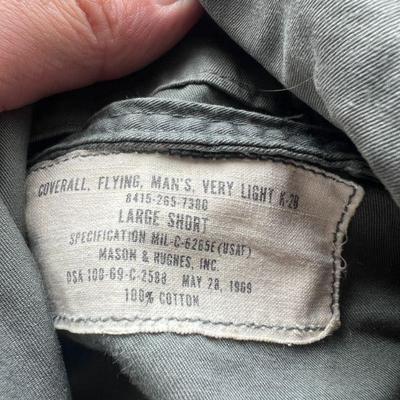 COVERALL, FLYING, MAN'S, VERY LIGHT K-2B
8415-265-7380
LARGE SHORT
SPECIFICATION MIL-C-6265E(USAF)
MASON & HUGHES, INC.
DSA 100-69-C-2588 MAY 28, 1969
100% COTTON